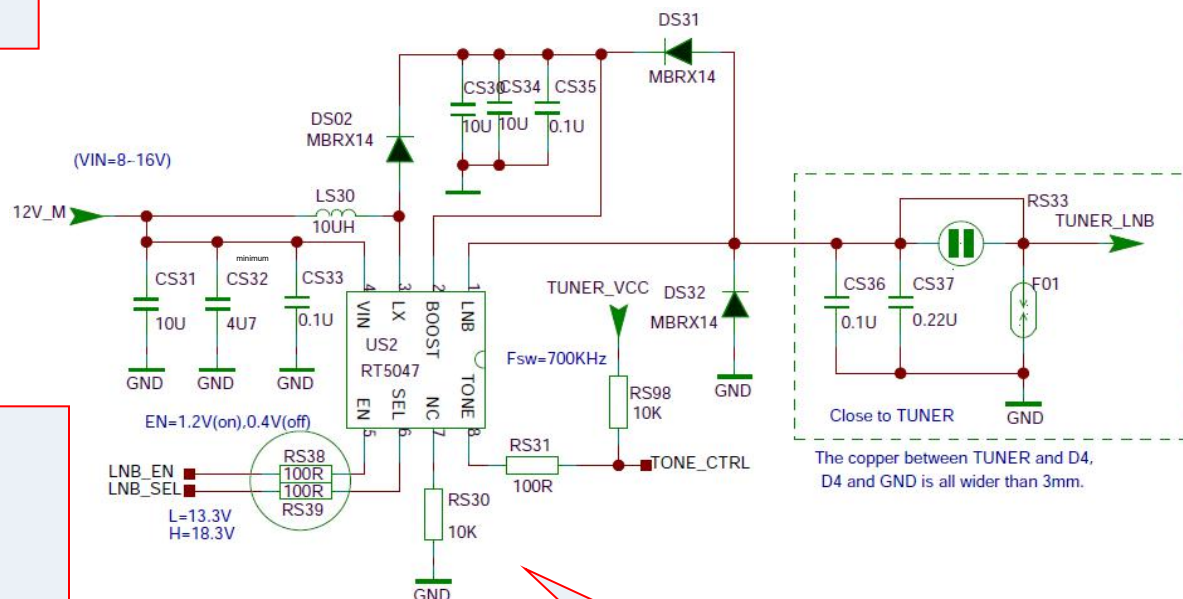 DS31
MBRX14
CS30
CS34
CS35
10U
10U
0.1U
DS02
MBRX14
(VIN=8~16V)
LS30
10UH
12V_M
RS33
TUNER_LNB
minimum
CS31
10U
CS32
4U7
CS33
0.1U
4
3
2
1
VIN
LX
BOOST
LNB
US2
RT5047
EN
SEL
NC
TONE
5
6
7
8
TUNER_VCC
DS32
MBRX14
CS36
0.1U
CS37
0.22U
F01
Fsw=700KHz
GND
GND
GND
GND
GND
RS98
10K
EN=1.2V(on),0.4V(off)
Close to TUNER
LNB_EN
LNB_SEL
RS38
100R
100R
RS39
RS31
100R
TONE_CTRL
The copper between TUNER and D4,
D4 and GND is all wider than 3mm.
L=13.3V
H=18.3V
RS30
10K
GND